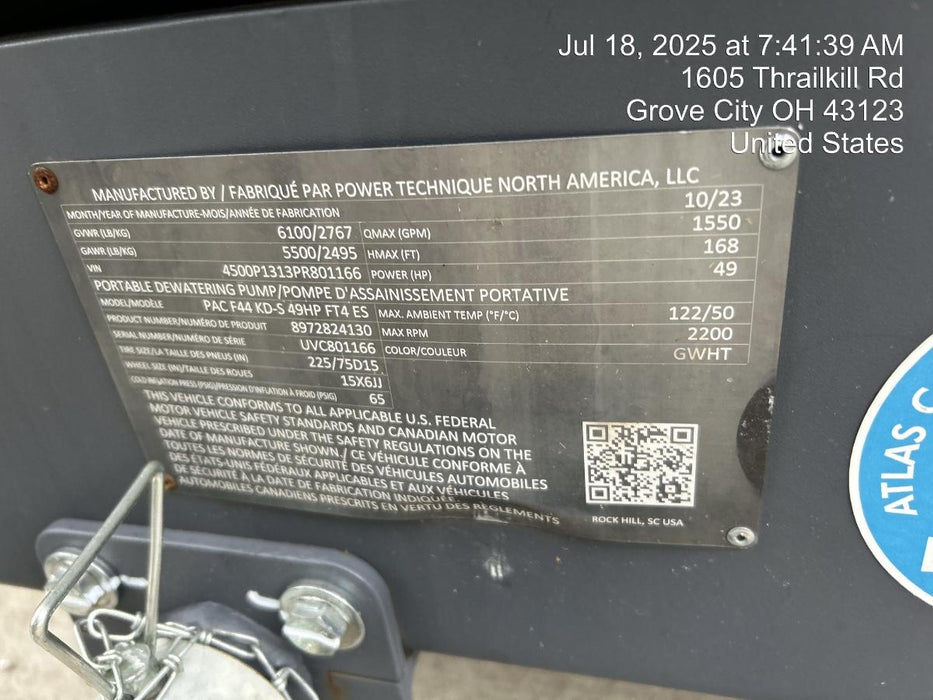 Jul 18, 2025 at 7:41:39 AM
1605 Thrailkill Rd
Grove City OH 43123
United States
MANUFACTURED BY / FABRIQUÉ PAR POWER TECHNIQUE NORTH AMERICA, LLC
MONTH/YEAR OF MANUFACTURE-MOIS/ANNÉE DE FABRICATION 10/23
GVWR (LB/KG) 6100/2767 QMAX (GPM) 1550
GAWR (LB/KG) 5500/2495 HMAX (FT) 168
VIN 4500P1313PR801166 POWER (HP) 49
PORTABLE DEWATERING PUMP/POMPE D'ASSAINISSEMENT PORTATIVE
MODEL/MODÈLE PAC F44 KD-S 49HP FT4 ES MAX. AMBIENT TEMP (°F/°C) 122/50
PRODUCT NUMBER/NUMÉRO DE PRODUIT 8972824130 MAX RPM 2200
SERIAL NUMBER/NUMÉRO DE SÉRIE UVC801166 COLOR/COULEUR GWHT
TIRE SIZE/LA TAILLE DES PNEUS (IN) 225/75D15
WHEEL SIZE (IN)/TAILLE DES ROUES 15X6JJ
COLD INFLATION PRESS (PSIG)/PRESSION D'INFLATION À FROID (PSIG) 65
THIS VEHICLE CONFORMS TO ALL APPLICABLE U.S. FEDERAL
MOTOR VEHICLE SAFETY STANDARDS AND CANADIAN MOTOR
VEHICLE PRESCRIBED UNDER THE SAFETY REGULATIONS ON THE
DATE OF MANUFACTURE SHOWN./ CE VÉHICULE CONFORME À
TOUTES LES NORMES DE SÉCURITÉ DES VÉHICULES AUTOMOBILES
DES ÉTATS-UNIS FÉDÉRAUX APPLICABLES ET AUX VÉHICULES
DE SÉCURITÉ À LA DATE DE FABRICATION INDIQUÉE
AUTOMOBILES CANADIENS PRESCRITS EN VERTU DES RÈGLEMENTS
ROCK HILL, SC USA
ATLAS C